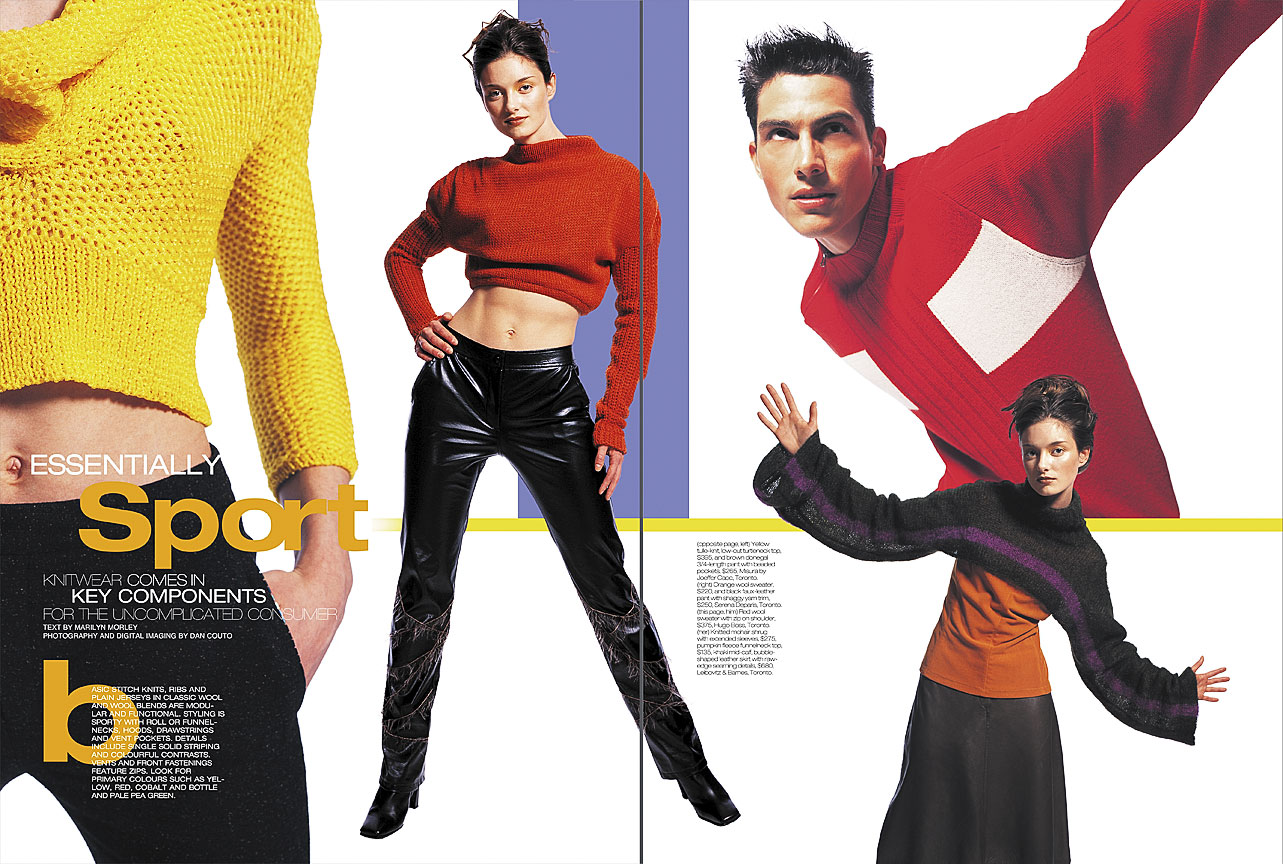 ESSENTIALLY
Sport
KNITWEAR COMES IN
KEY COMPONENTS
FOR THE UNCOMPLICATED CONSUMER
TEXT BY MARILYN MORLEY
PHOTOGRAPHY AND DIGITAL IMAGING BY DAN COUTO
b
ASIC STITCH KNITS, RIBS AND
PLAIN JERSEYS IN CLASSIC WOOL
AND WOOL BLENDS ARE MODU-
LAR AND FUNCTIONAL. STYLING IS
SPORTY WITH ROLL OR FUNNEL-
NECKS, HOODS, DRAWSTRINGS
AND VENT POCKETS. DETAILS
INCLUDE SINGLE SOLID STRIPING
AND COLOURFUL CONTRASTS.
VENTS AND FRONT FASTENINGS
FEATURE ZIPS. LOOK FOR
PRIMARY COLOURS SUCH AS YEL-
LOW, RED, COBALT AND BOTTLE
AND PALE PEA GREEN.
(opposite page, left) Yellow
tulle-knit, low-cut turtleneck top,
$395, and brown donegal
3/4-length pant with beaded
pockets, $265, Misura by
Joeffer Caoc, Toronto.
(right) Orange wool sweater,
$220, and black faux-leather
pant with shaggy yarn trim,
$250, Serena Deparis, Toronto.
(this page, him) Red wool
sweater with zip on shoulder,
$375, Hugo Boss, Toronto.
(her) Knitted mohair shrug
with extended sleeves, $275,
pumpkin fleece funnelneck top,
$135, khaki mid-calf, bubble-
shaped leather skirt with raw-
edge seaming details, $680,
Leibovitz & Barnes, Toronto.